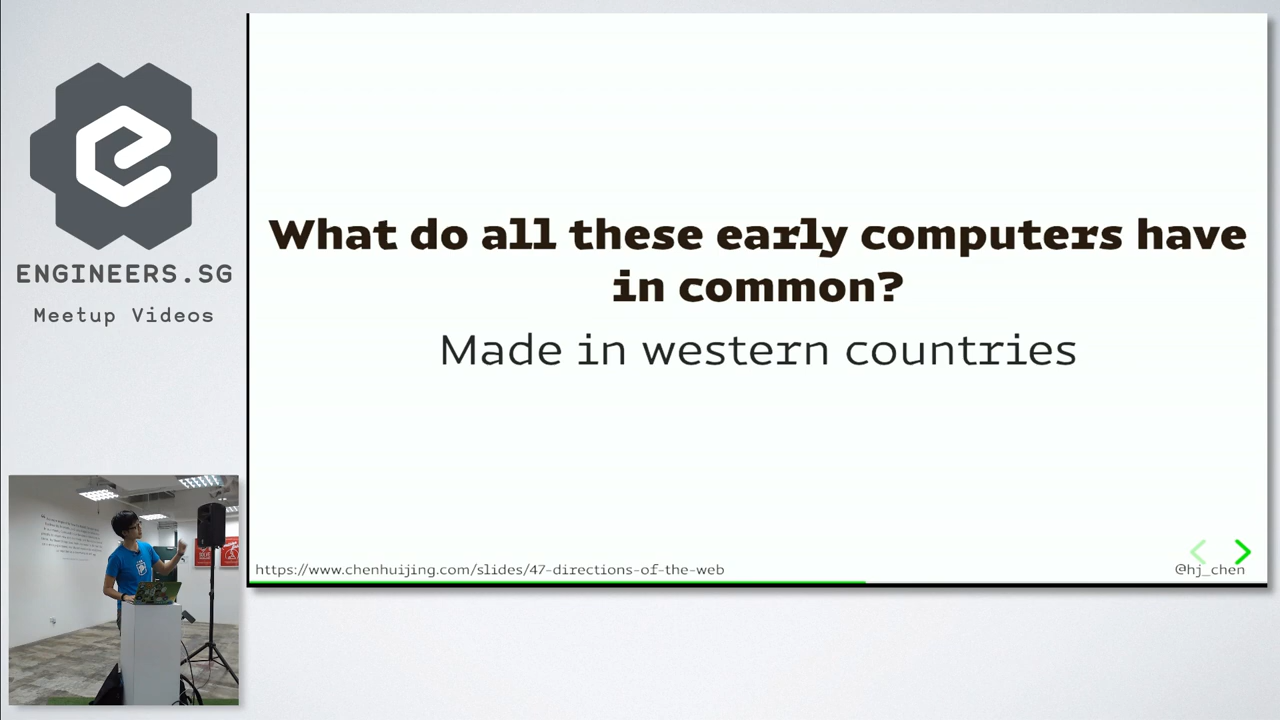 ENGINEERS.SG
Meetup Videos
What do all these early computers have
in common?
Made in western countries
https://www.chenhuijing.com/slides/47-directions-of-the-web
@hj_chen